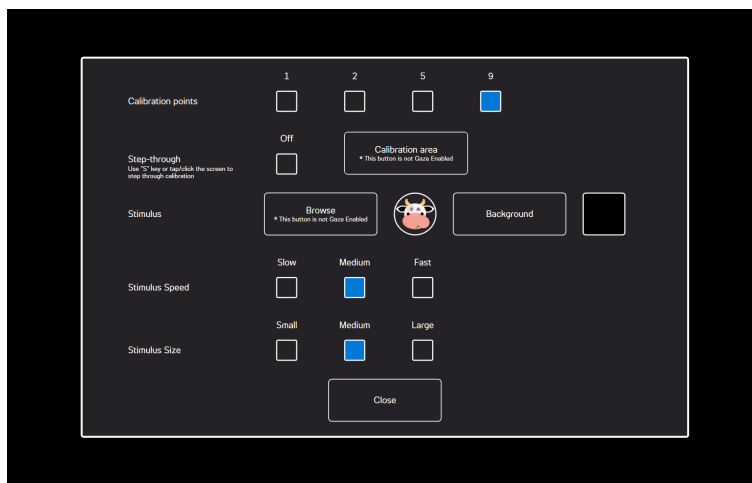 1 2 5 9
Calibration points
Off
Step-through
Use "S" key or tap/click the screen to
step through calibration
Calibration area
* This button is not Gaze Enabled
Stimulus
Browse
* This button is not Gaze Enabled
Background
Slow Medium Fast
Stimulus Speed
Small Medium Large
Stimulus Size
Close